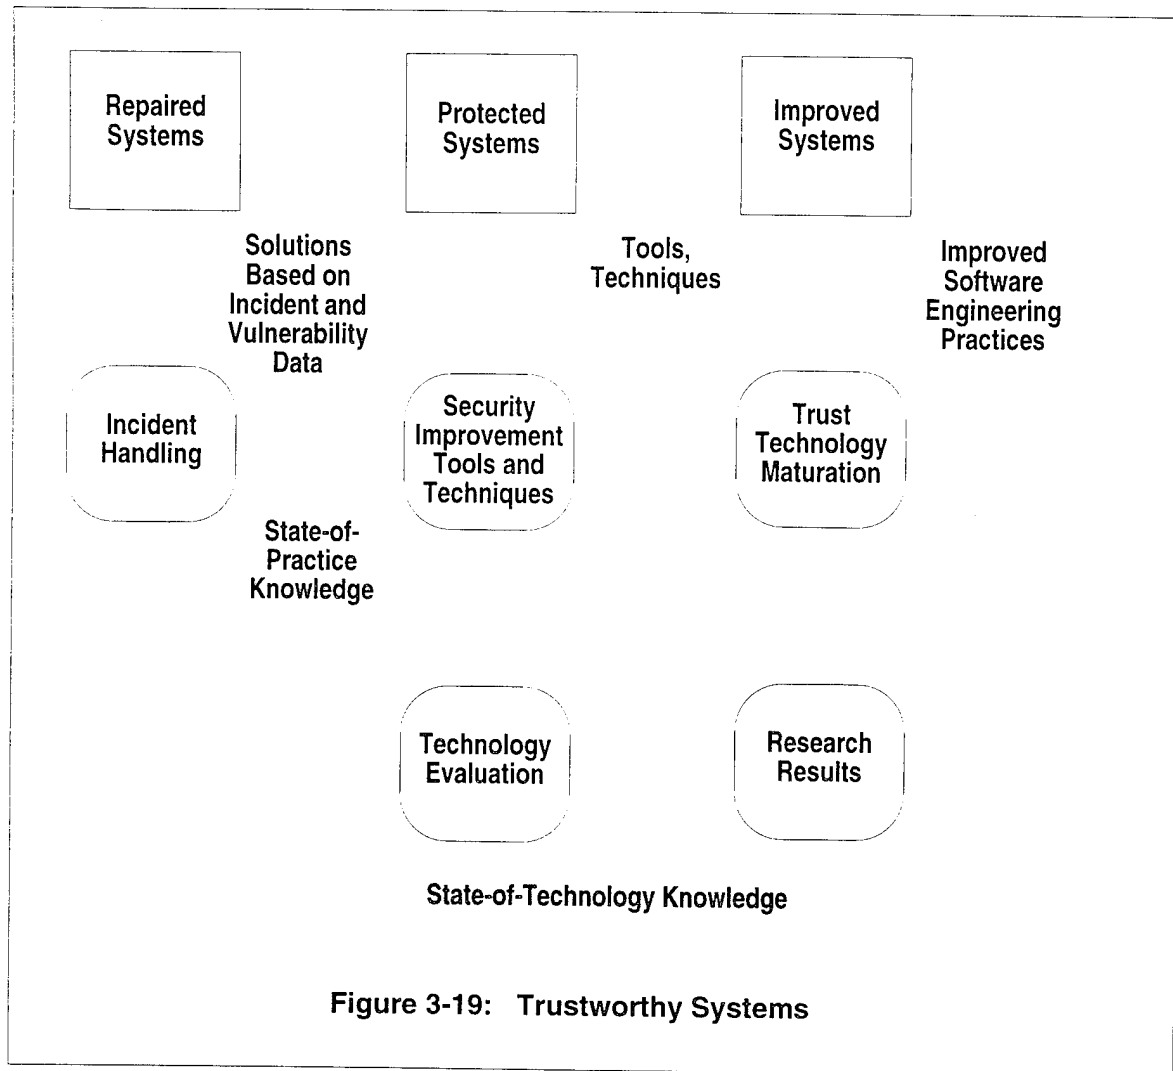 Repaired
Systems
Protected
Systems
Improved
Systems
Solutions
Based on
Incident and
Vulnerability
Data
Tools,
Techniques
Improved
Software
Engineering
Practices
Incident
Handling
Security
Improvement
Tools and
Techniques
Trust
Technology
Maturation
State-of-
Practice
Knowledge
Technology
Evaluation
Research
Results
State-of-Technology Knowledge
Figure 3-19: Trustworthy Systems